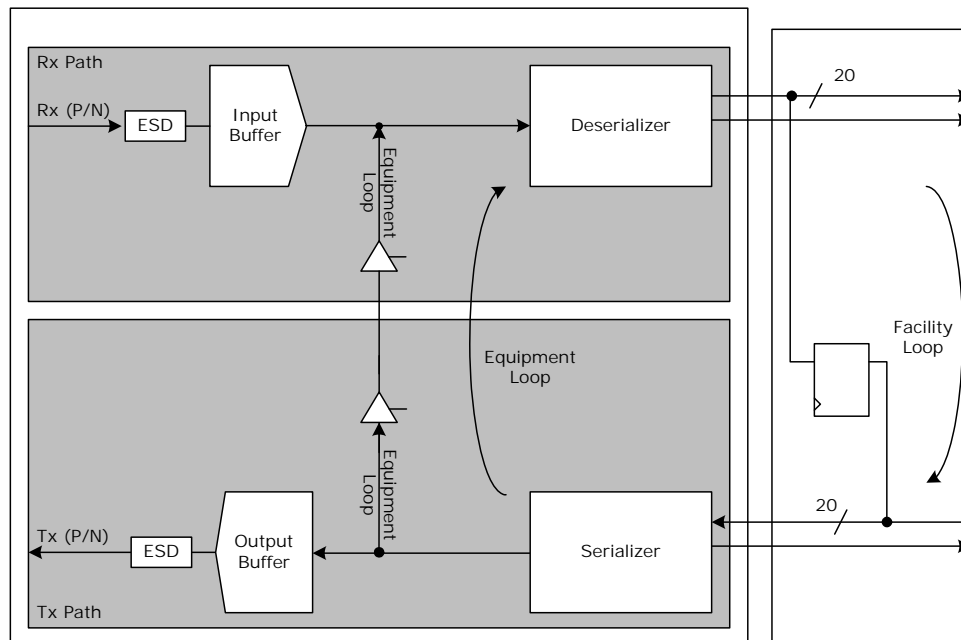 Rx Path
Rx (P/N)
ESD
Input
Buffer
Deserializer
20
Equipment
Loop
Equipment
Loop
Facility
Loop
Equipment
Loop
Tx (P/N)
ESD
Output
Buffer
Serializer
20
Tx Path